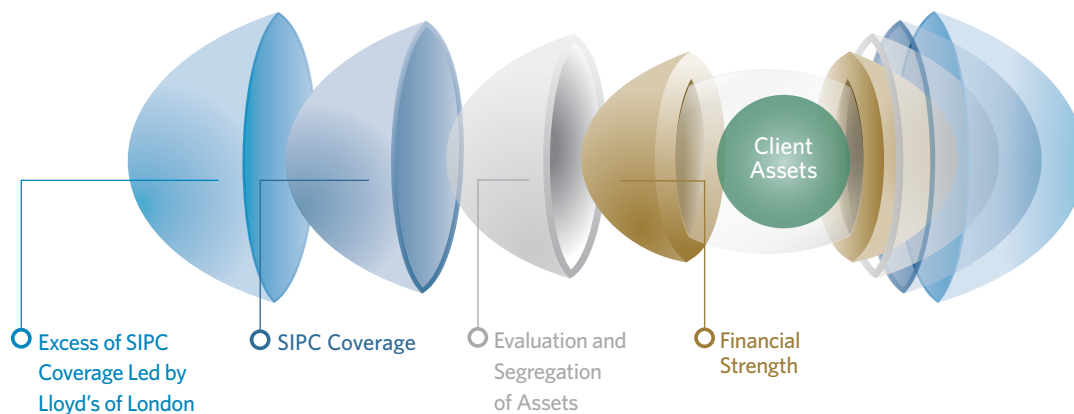 Client
Assets
Excess of SIPC
Coverage Led by
Lloyd’s of London
SIPC Coverage
Evaluation and
Segregation
of Assets
Financial
Strength